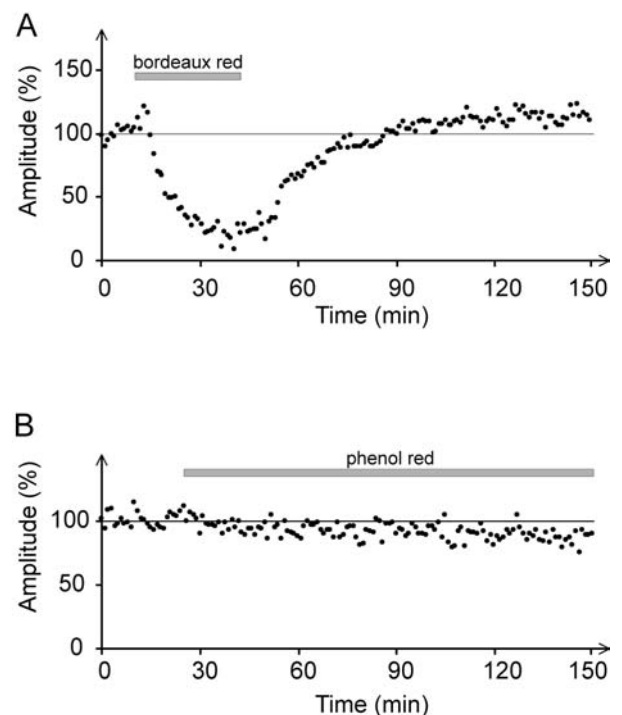 A
bordeaux red
Amplitude (%)
150
100
50
0
0 30 60 90 120 150
Time (min)
B
phenol red
Amplitude (%)
100
50
0
0 30 60 90 120 150
Time (min)